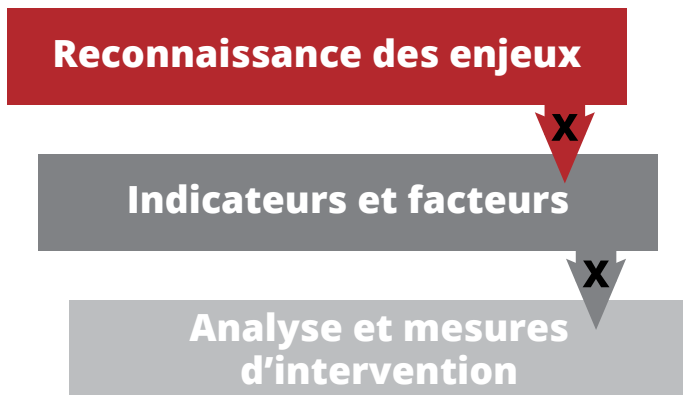 Reconnaissance des enjeux
X
Indicateurs et facteurs
X
Analyse et mesures
d’intervention